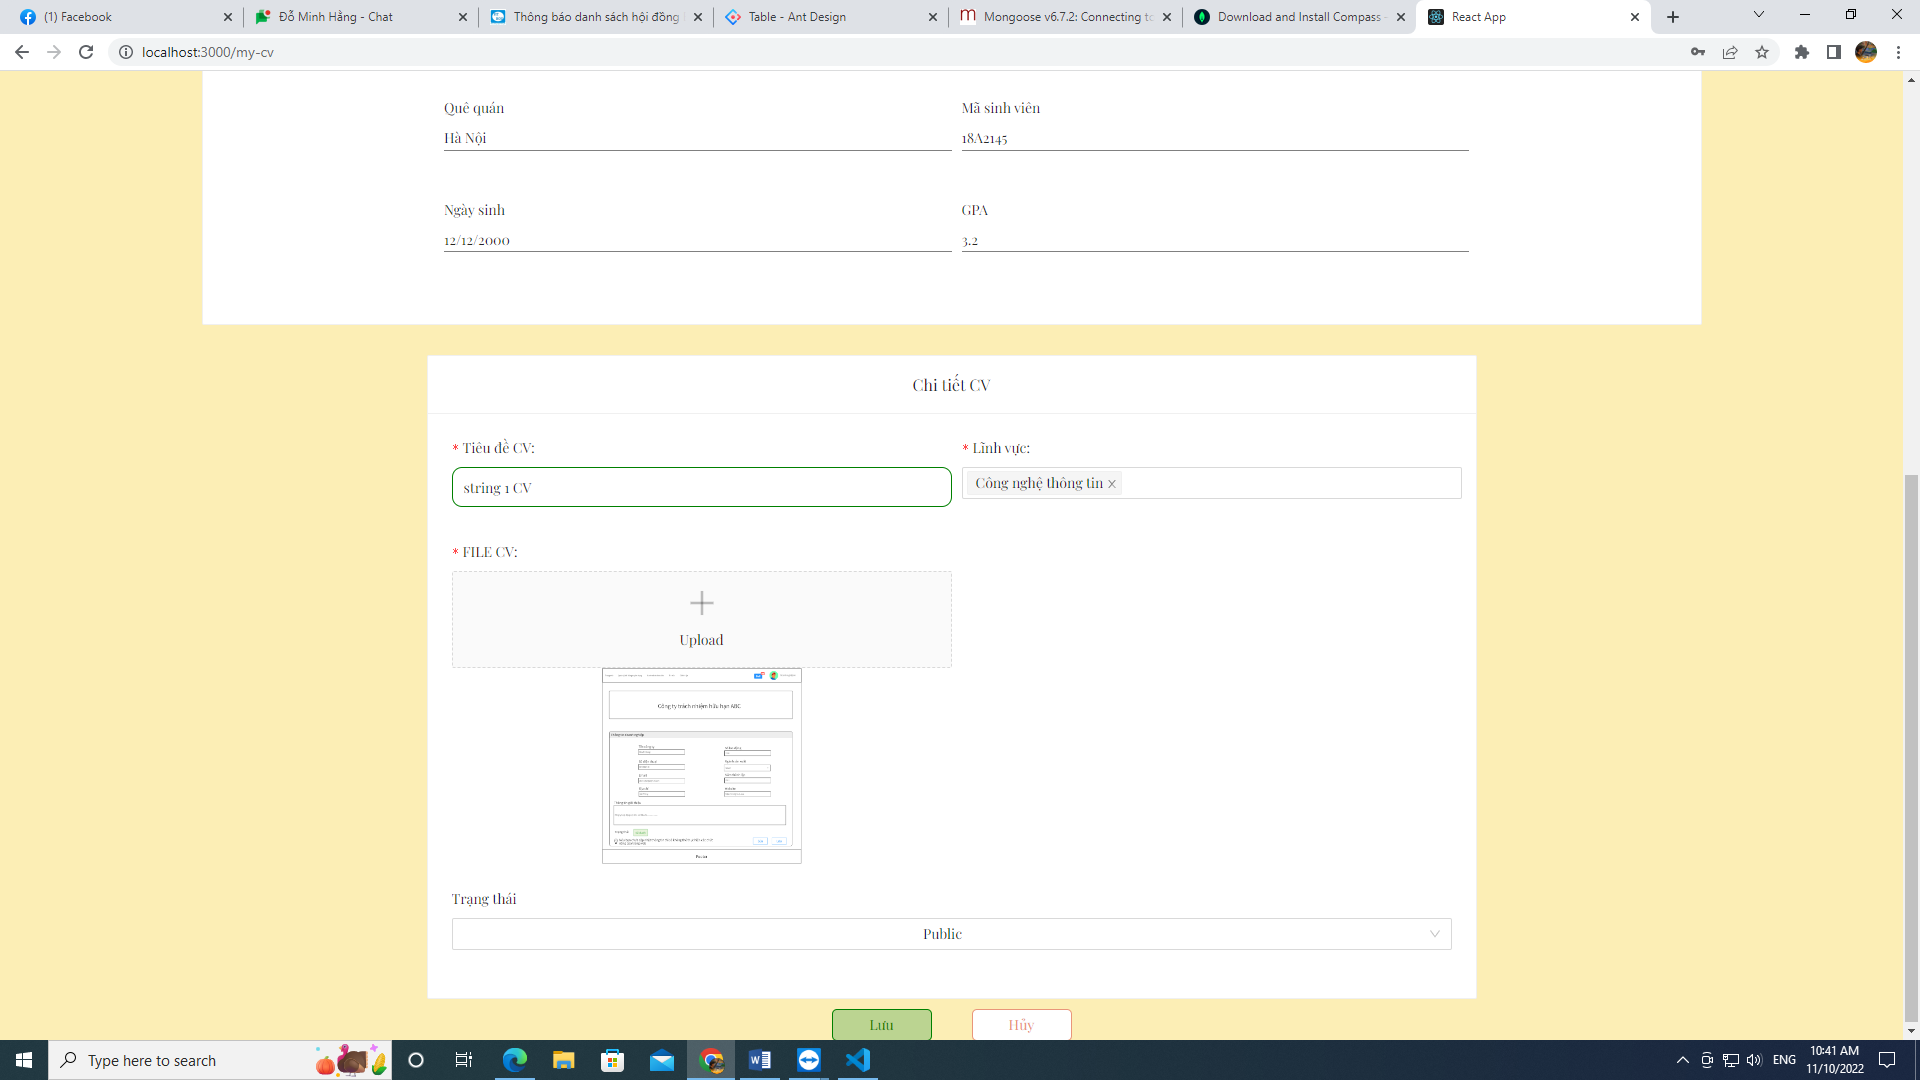 (1) Facebook
Đỗ Minh Hằng - Chat
Thông báo danh sách hội đồng
Table - Ant Design
Mongoose v6.7.2: Connecting to
Download and Install Compass -
React App
localhost:3000/my-cv
Quê quán
Mã sinh viên
Hà Nội
18A2145
Ngày sinh
GPA
12/12/2000
3.2
Chi tiết CV
* Tiêu đề CV:
* Lĩnh vực:
string 1 CV
Công nghệ thông tin
* FILE CV:
Upload
Công ty trách nhiệm hữu hạn ABC
Footer
Trạng thái
Public
Lưu
Hủy
Type here to search
ENG
10:41 AM
11/10/2022